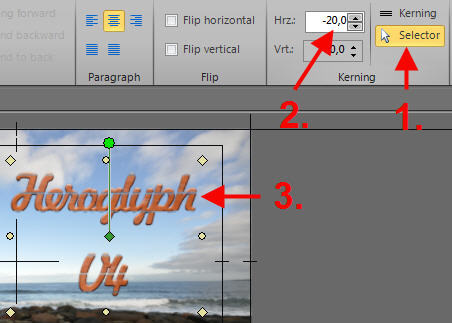 ng forward
nd backward
nd to back
Paragraph
Flip horizontal
Flip vertical
Flip
Hrz.: -20,0
Vrt.: 0,0
Kerning
Selector
Kerning
1.
2.
3.
Heroglyph
V4